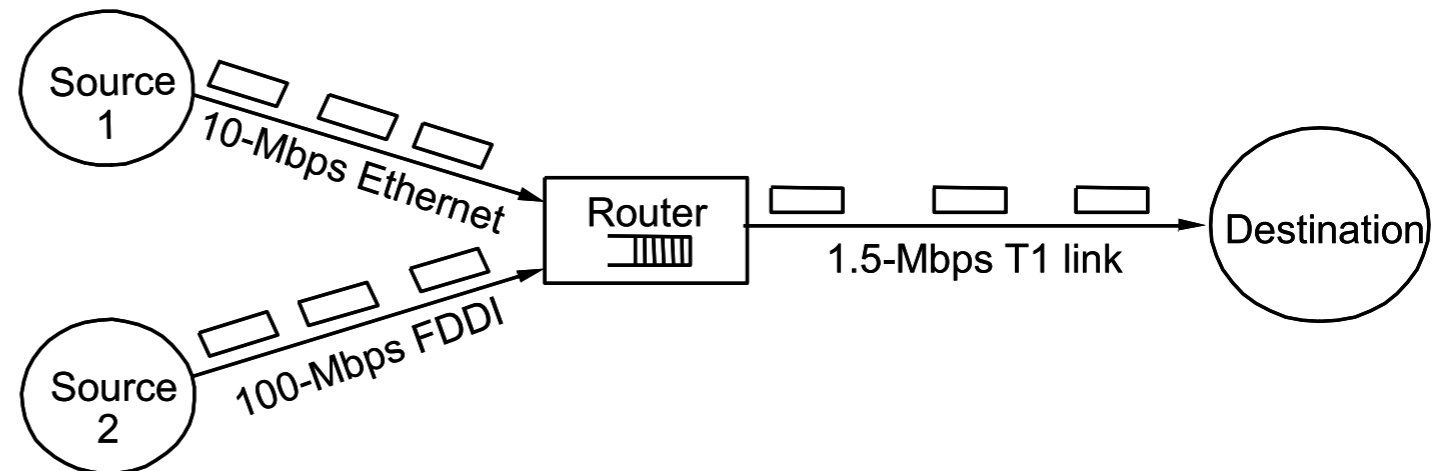 Source
1
10-Mbps Ethernet
Router
1.5-Mbps T1 link
Destination
100-Mbps FDDI
Source
2